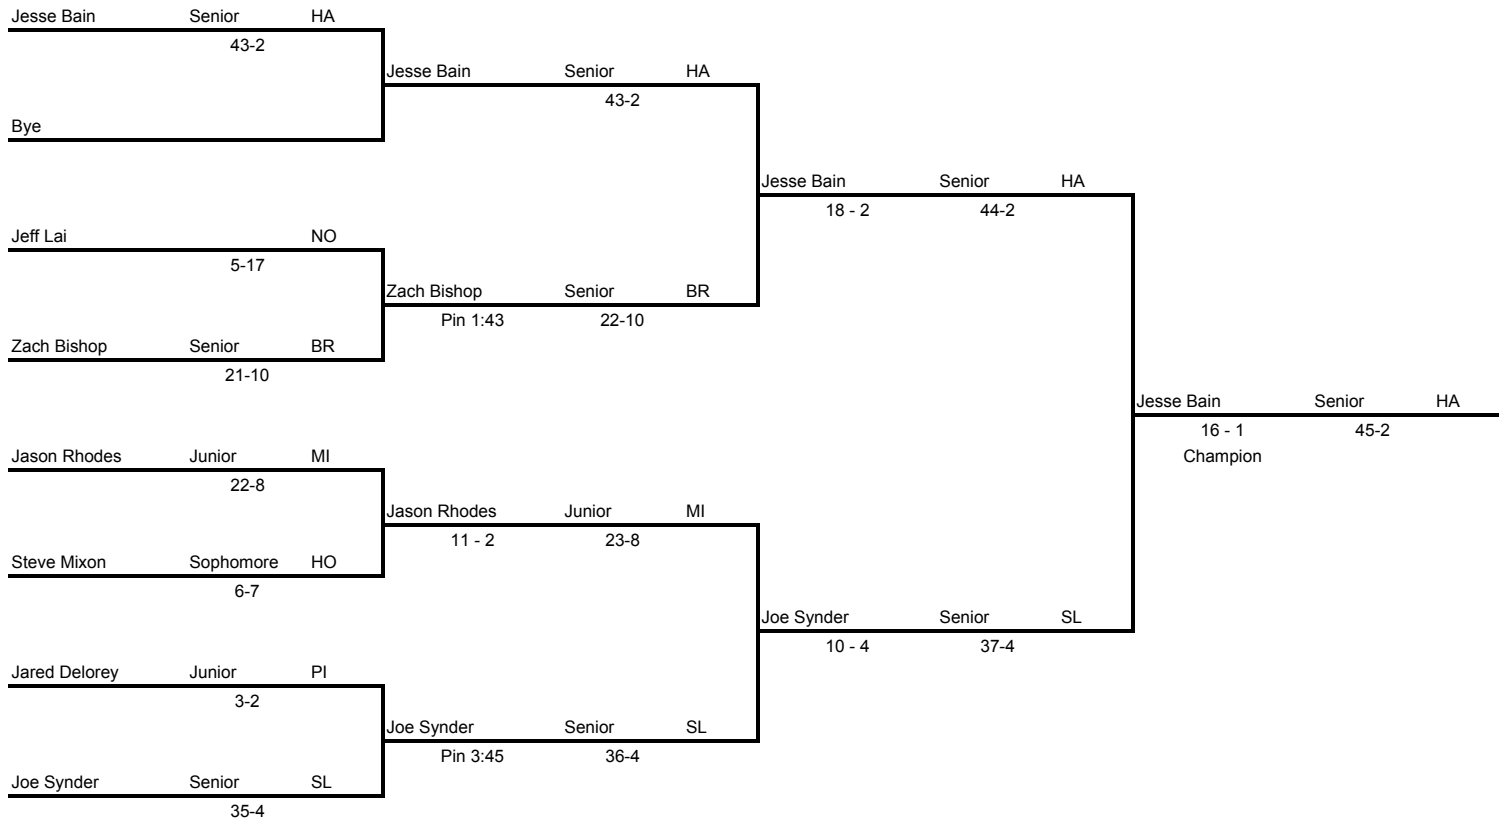 Jesse Bain Senior HA
43-2
Jesse Bain Senior HA
43-2
Bye
Jesse Bain Senior HA
18 - 2 44-2
Jeff Lai NO
5-17
Zach Bishop Senior BR
Pin 1:43 22-10
Zach Bishop Senior BR
21-10
Jesse Bain Senior HA
16 - 1 45-2
Champion
Jason Rhodes Junior MI
22-8
Jason Rhodes Junior MI
11 - 2 23-8
Steve Mixon Sophomore HO
6-7
Joe Synder Senior SL
10 - 4 37-4
Jared Delorey Junior PI
3-2
Joe Synder Senior SL
Pin 3:45 36-4
Joe Synder Senior SL
35-4